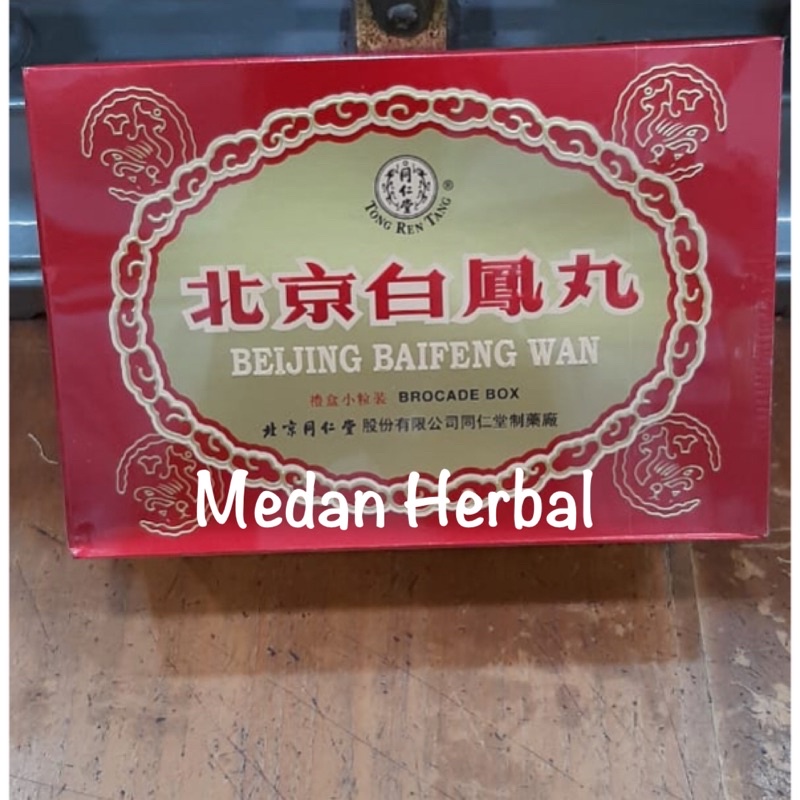 同仁堂
TONG REN TANG ®
北京白鳳丸
BEIJING BAIFENG WAN
禮盒小粒装 BROCADE BOX
北京同仁堂股份有限公司同仁堂制藥廠
Medan Herbal